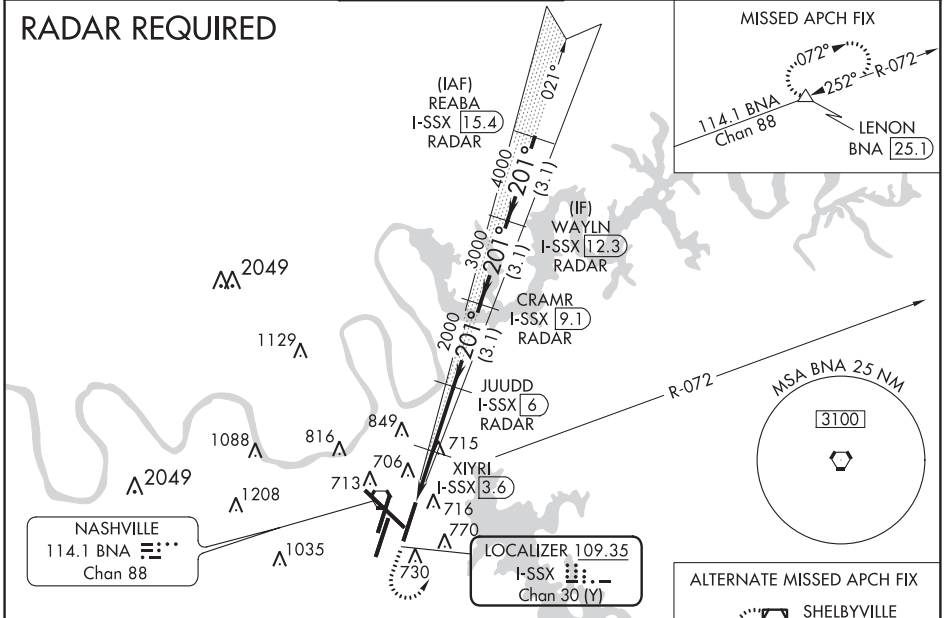 RADAR REQUIRED
MISSED APCH FIX
072°
252°
R-072
114.1 BNA
Chan 88
LENON
BNA 25.1
021°
(IAF)
REABA
I-SSX 15.4
RADAR
4000
201°
(3.1)
(IF)
WAYLN
I-SSX 12.3
RADAR
3000
201°
(3.1)
CRAMR
I-SSX 9.1
RADAR
2000
201°
(3.1)
JUUDD
I-SSX 6
RADAR
XIYRI
I-SSX 3.6
R-072
2049
1129
849
816
1088
715
706
713
2049
1208
716
770
1035
730
MSA BNA 25 NM
3100
NASHVILLE
114.1 BNA
Chan 88
LOCALIZER 109.35
I-SSX
Chan 30 (Y)
ALTERNATE MISSED APCH FIX
SHELBYVILLE